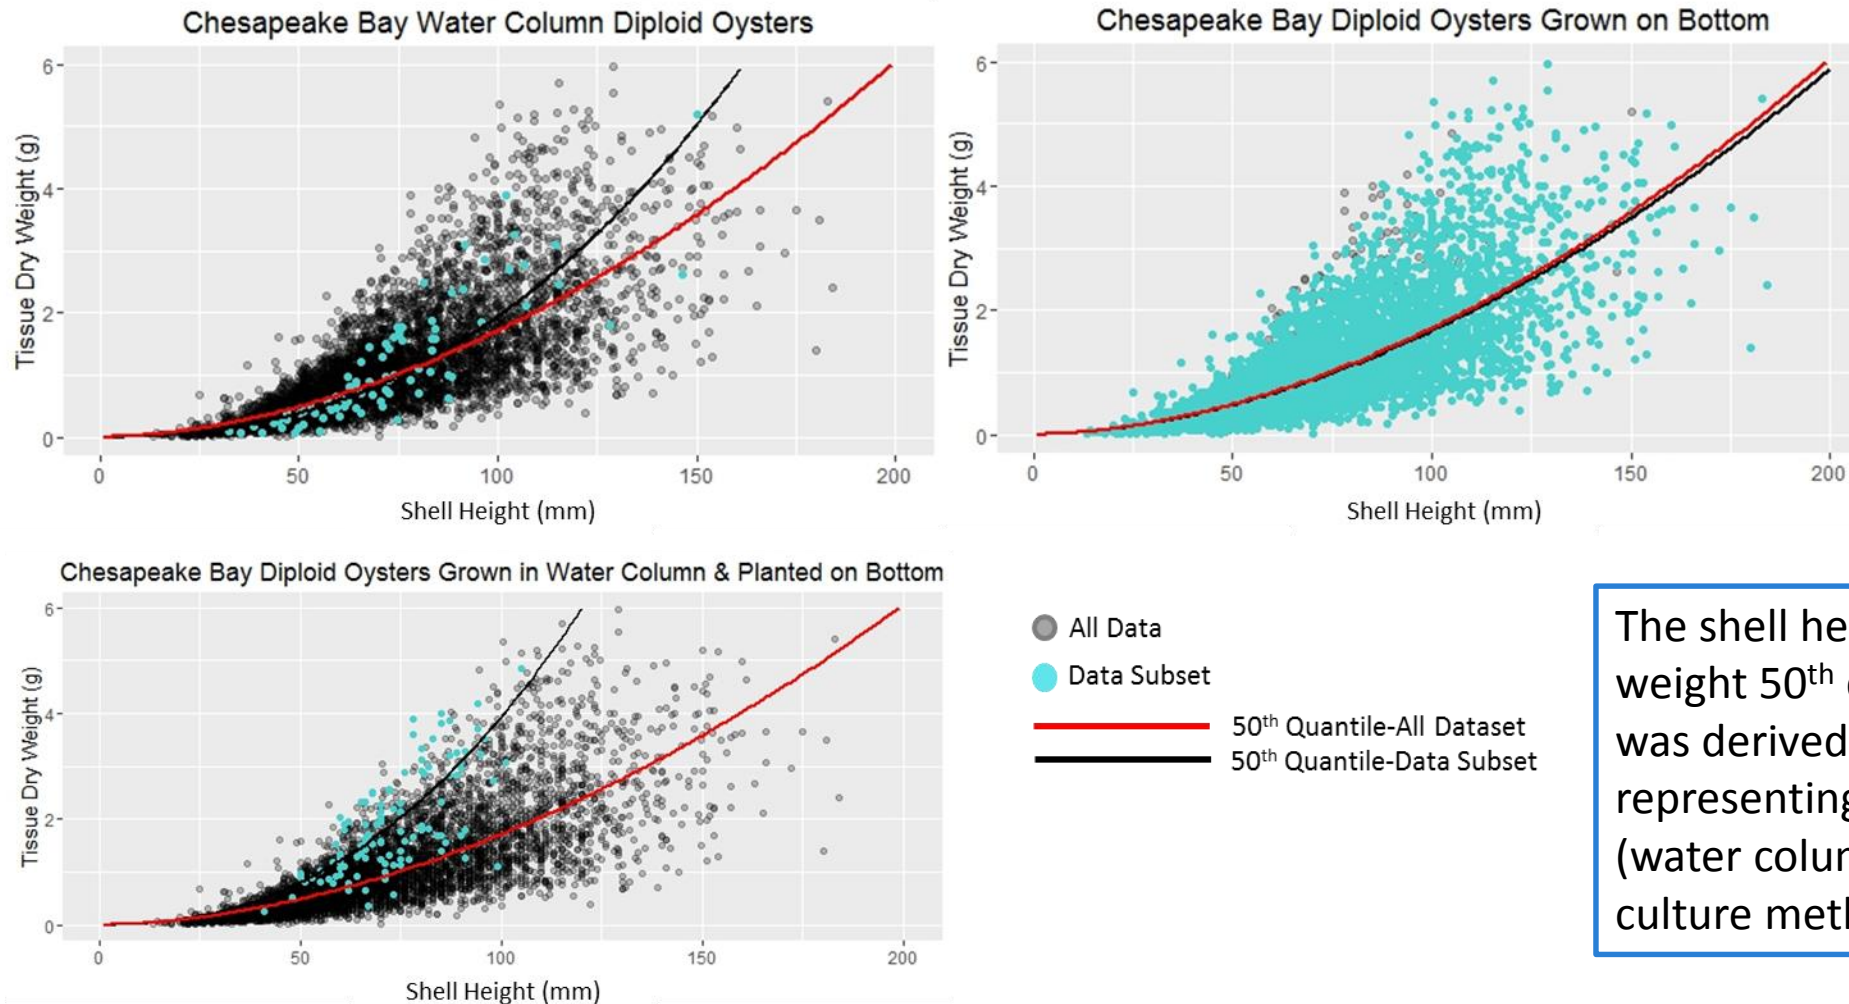 Chesapeake Bay Water Column Diploid Oysters
Tissue Dry Weight (g)
6
4
2
0
0 50 100 150 200
Shell Height (mm)
Chesapeake Bay Diploid Oysters Grown on Bottom
Tissue Dry Weight (g)
6
4
2
0
0 50 100 150 200
Shell Height (mm)
Chesapeake Bay Diploid Oysters Grown in Water Column & Planted on Bottom
Tissue Dry Weight (g)
6
4
2
0
0 50 100 150 200
Shell Height (mm)
All Data
Data Subset
50th Quantile-All Dataset
50th Quantile-Data Subset
The shell he
weight 50th
was derived
representing
(water colum
culture meth